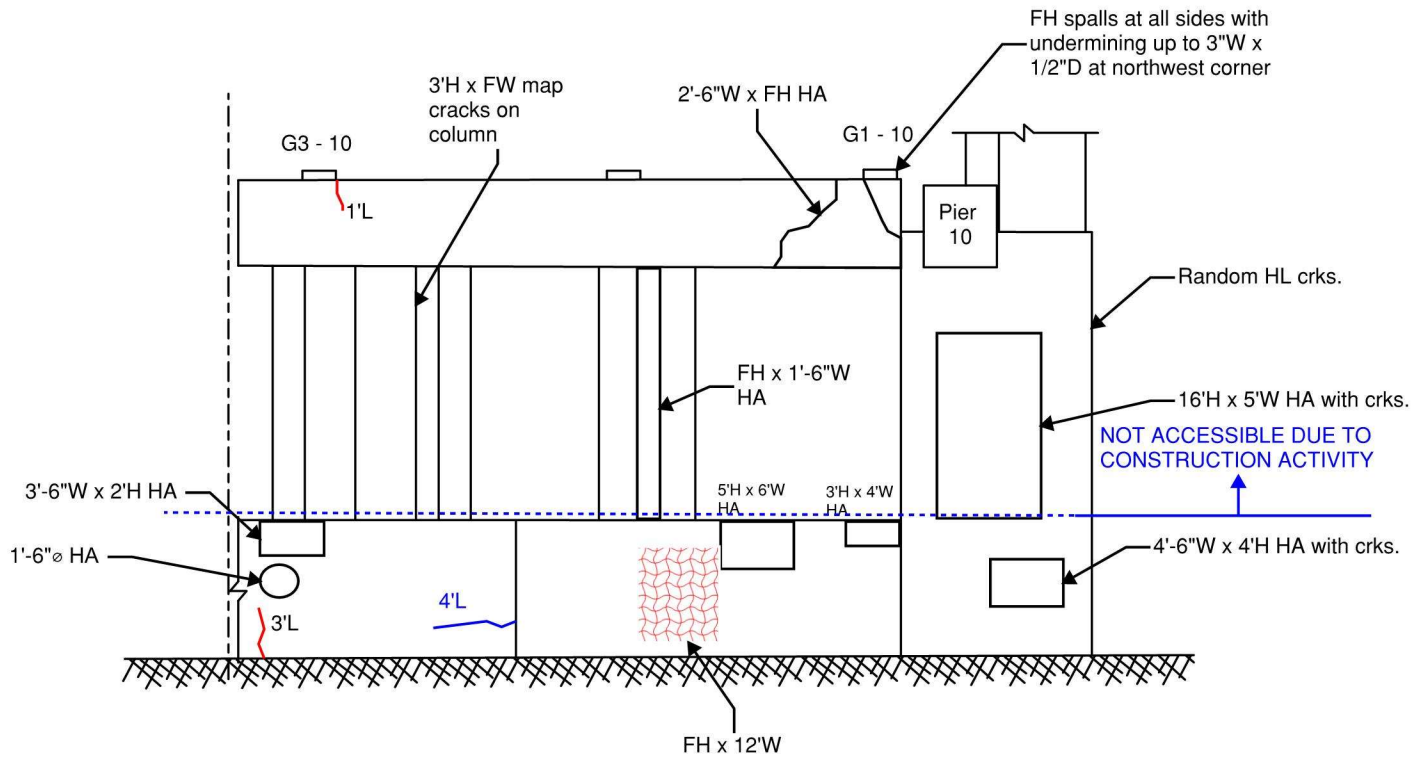 FH spalls at all sides with
undermining up to 3"W x
1/2"D at northwest corner
3'H x FW map
cracks on
column
2'-6"W x FH HA
G3 - 10
G1 - 10
1'L
Pier
10
Random HL crks.
FH x 1'-6"W
HA
16'H x 5'W HA with crks.
NOT ACCESSIBLE DUE TO
CONSTRUCTION ACTIVITY
3'-6"W x 2'H HA
5'H x 6'W
HA
3'H x 4'W
HA
1'-6"⌀ HA
4'-6"W x 4'H HA with crks.
4'L
3'L
FH x 12'W